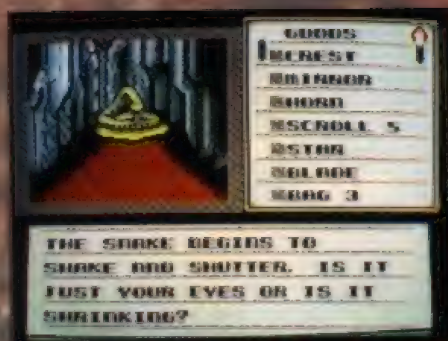 GOODS
CREST
MIRROR
HORN
SCROLL 5
STAR
BLADE
BAG 3
THE SNAKE BEGINS TO
SHAKE AND SHUTTER. IS IT
JUST YOUR EYES OR IS IT
SHRINKING?